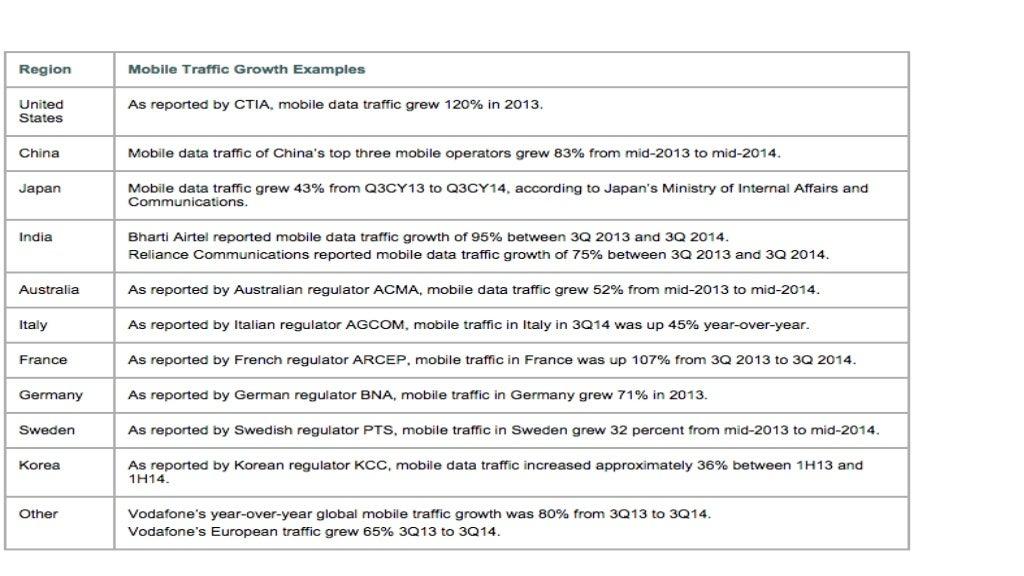 Region
Mobile Traffic Growth Examples
United
States
As reported by CTIA, mobile data traffic grew 120% in 2013.
China
Mobile data traffic of China's top three mobile operators grew 83% from mid-2013 to mid-2014.
Japan
Mobile data traffic grew 43% from Q3CY13 to Q3CY14, according to Japan's Ministry of Internal Affairs and
Communications.
India
Bharti Airtel reported mobile data traffic growth of 95% between 3Q 2013 and 3Q 2014.
Reliance Communications reported mobile data traffic growth of 75% between 3Q 2013 and 3Q 2014.
Australia
As reported by Australian regulator ACMA, mobile data traffic grew 52% from mid-2013 to mid-2014.
Italy
As reported by Italian regulator AGCOM, mobile traffic in Italy in 3Q14 was up 45% year-over-year.
France
As reported by French regulator ARCEP, mobile traffic in France was up 107% from 3Q 2013 to 3Q 2014.
Germany
As reported by German regulator BNA, mobile traffic in Germany grew 71% in 2013.
Sweden
As reported by Swedish regulator PTS, mobile traffic in Sweden grew 32 percent from mid-2013 to mid-2014.
Korea
As reported by Korean regulator KCC, mobile data traffic increased approximately 36% between 1H13 and
1H14.
Other
Vodafone's year-over-year global mobile traffic growth was 80% from 3Q13 to 3Q14.
Vodafone's European traffic grew 65% 3Q13 to 3Q14.